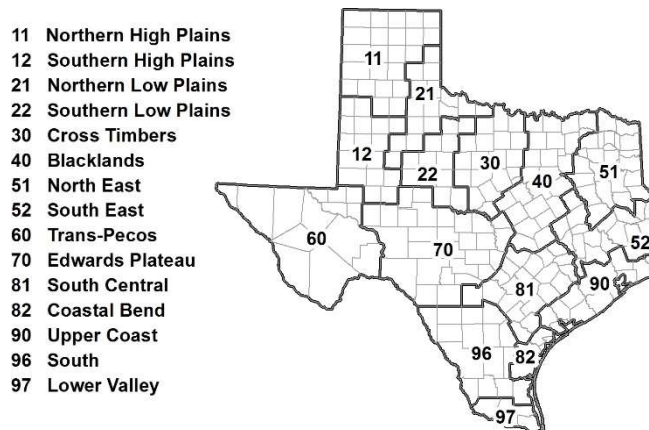 11 Northern High Plains
12 Southern High Plains
21 Northern Low Plains
22 Southern Low Plains
30 Cross Timbers
40 Blacklands
51 North East
52 South East
60 Trans-Pecos
70 Edwards Plateau
81 South Central
82 Coastal Bend
90 Upper Coast
96 South
97 Lower Valley
11
21
12
22
30
40
51
60
70
52
81
90
96
82
97